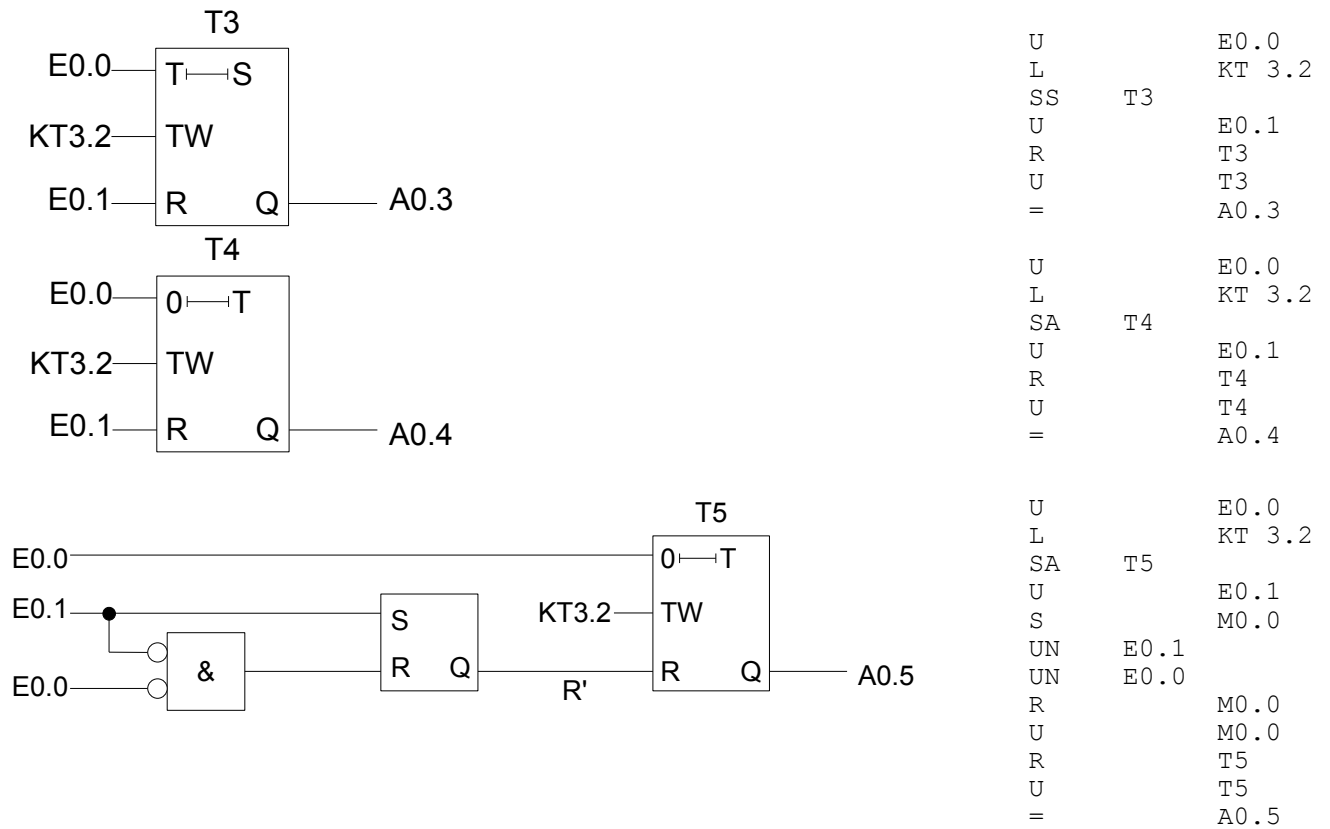 T3
E0.0 T S
KT3.2 TW
E0.1 R Q A0.3
T4
E0.0 0 T
KT3.2 TW
E0.1 R Q A0.4
T5
E0.0 0 T
E0.1 S KT3.2 TW
E0.0 & R Q R' R Q A0.5
U E0.0
L KT 3.2
SS T3
U E0.1
R T3
U T3
= A0.3
U E0.0
L KT 3.2
SA T4
U E0.1
R T4
U T4
= A0.4
U E0.0
L KT 3.2
SA T5
U E0.1
S M0.0
UN E0.1
UN E0.0
R M0.0
U M0.0
R T5
U T5
= A0.5